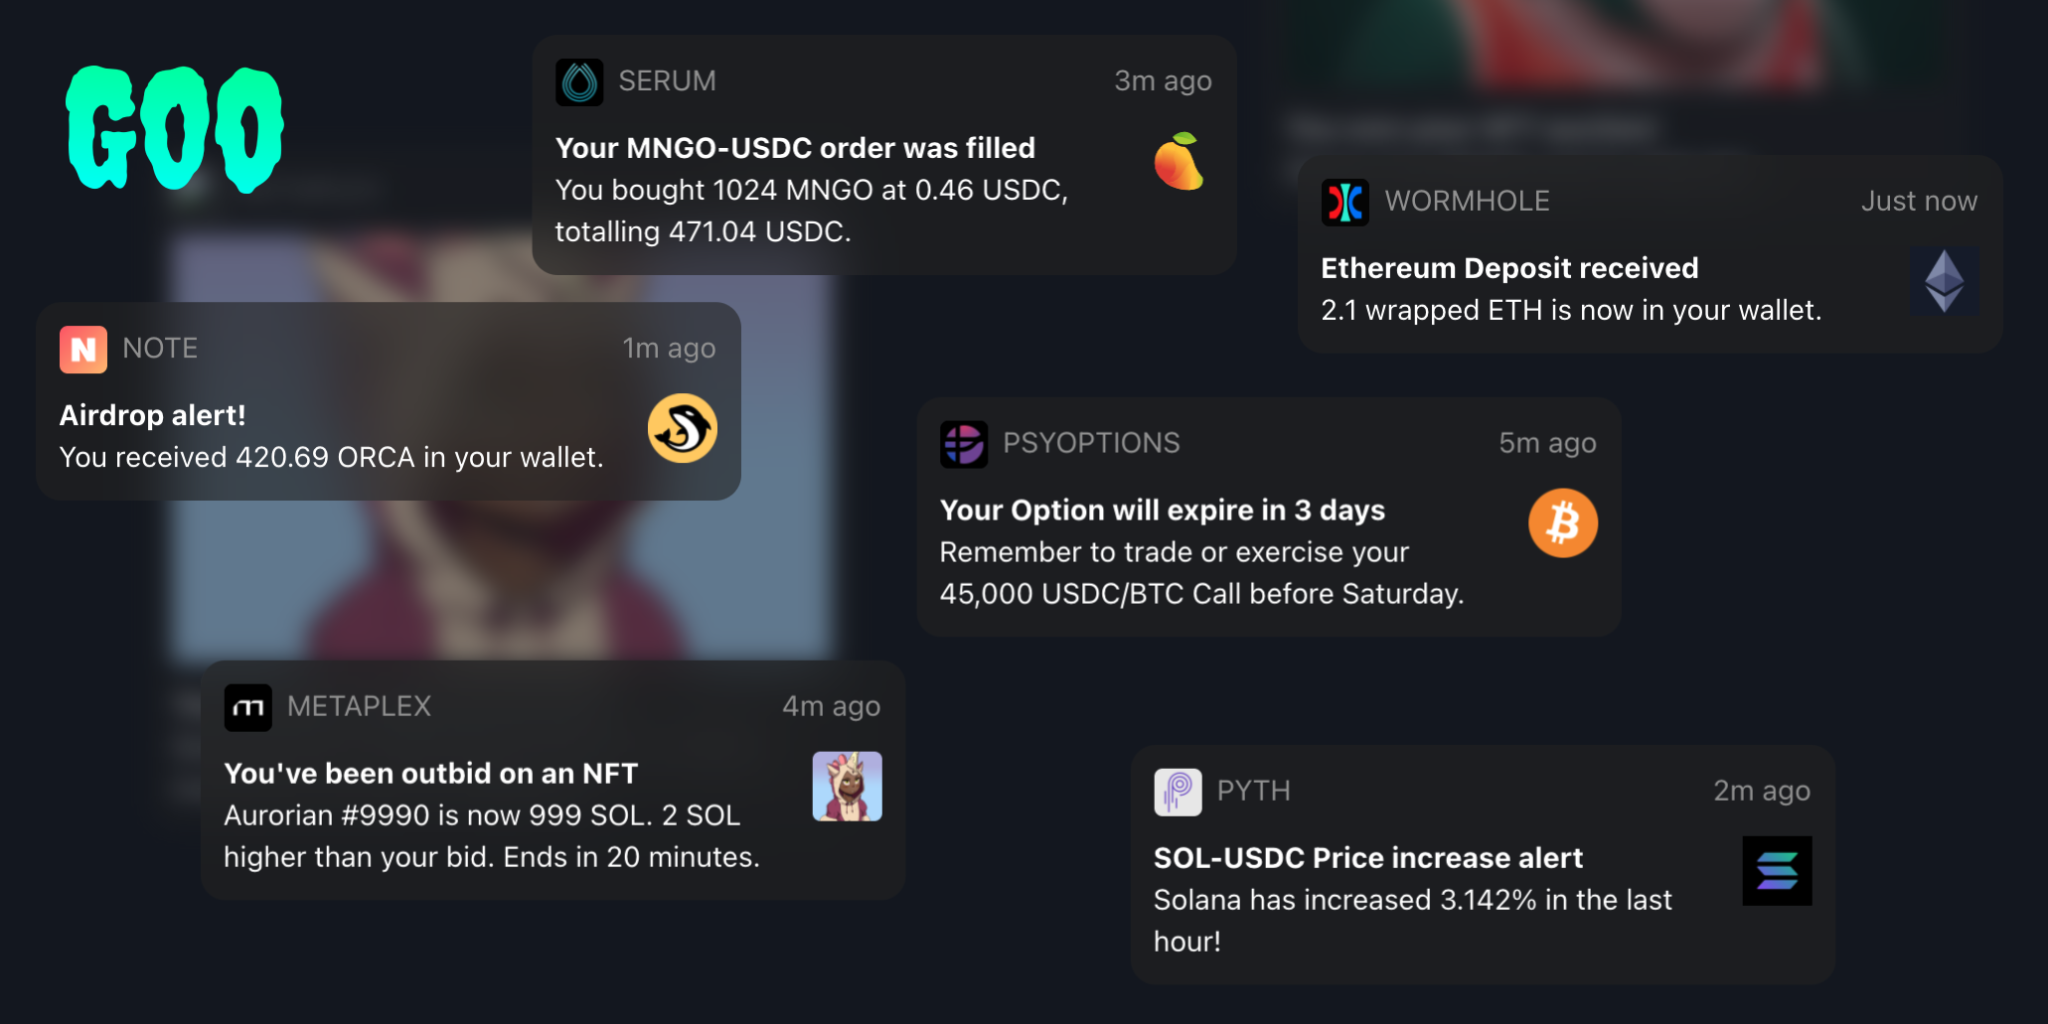 GOO
SERUM
3m ago
Your MNGO-USDC order was filled
You bought 1024 MNGO at 0.46 USDC,
totalling 471.04 USDC.
WORMHOLE
Just now
Ethereum Deposit received
2.1 wrapped ETH is now in your wallet.
N NOTE
1m ago
Airdrop alert!
You received 420.69 ORCA in your wallet.
PSYOPTIONS
5m ago
Your Option will expire in 3 days
Remember to trade or exercise your
45,000 USDC/BTC Call before Saturday.
METAPLEX
4m ago
You've been outbid on an NFT
Aurorian #9990 is now 999 SOL. 2 SOL
higher than your bid. Ends in 20 minutes.
PYTH
2m ago
SOL-USDC Price increase alert
Solana has increased 3.142% in the last
hour!